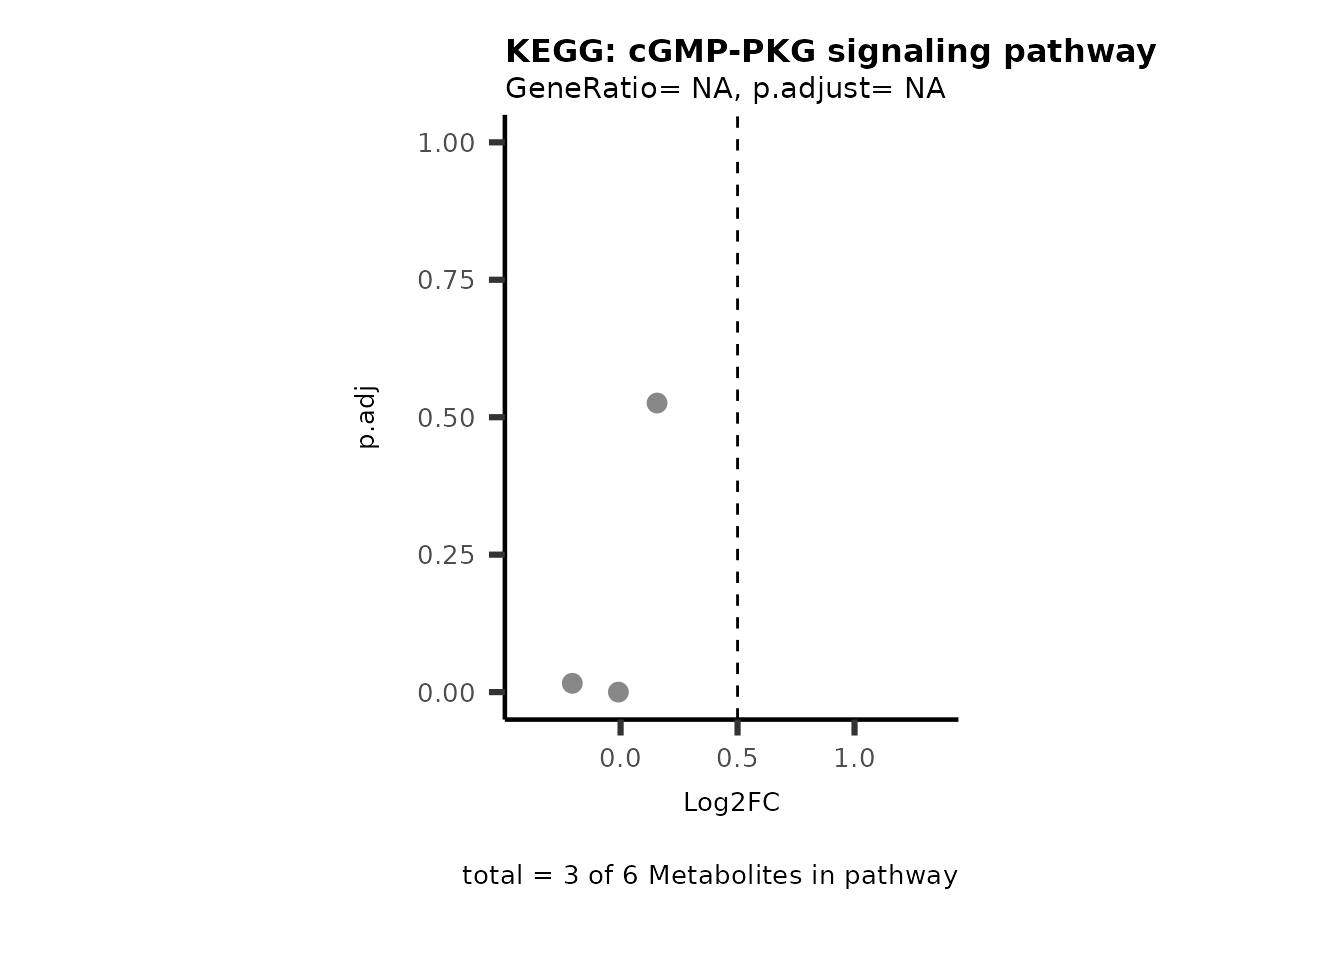 KEGG: cGMP-PKG signaling pathway
GeneRatio= NA, p.adjust= NA
1.00
0.75
0.50
0.25
0.00
p.adj
0.0
0.5
1.0
Log2FC
total = 3 of 6 Metabolites in pathway